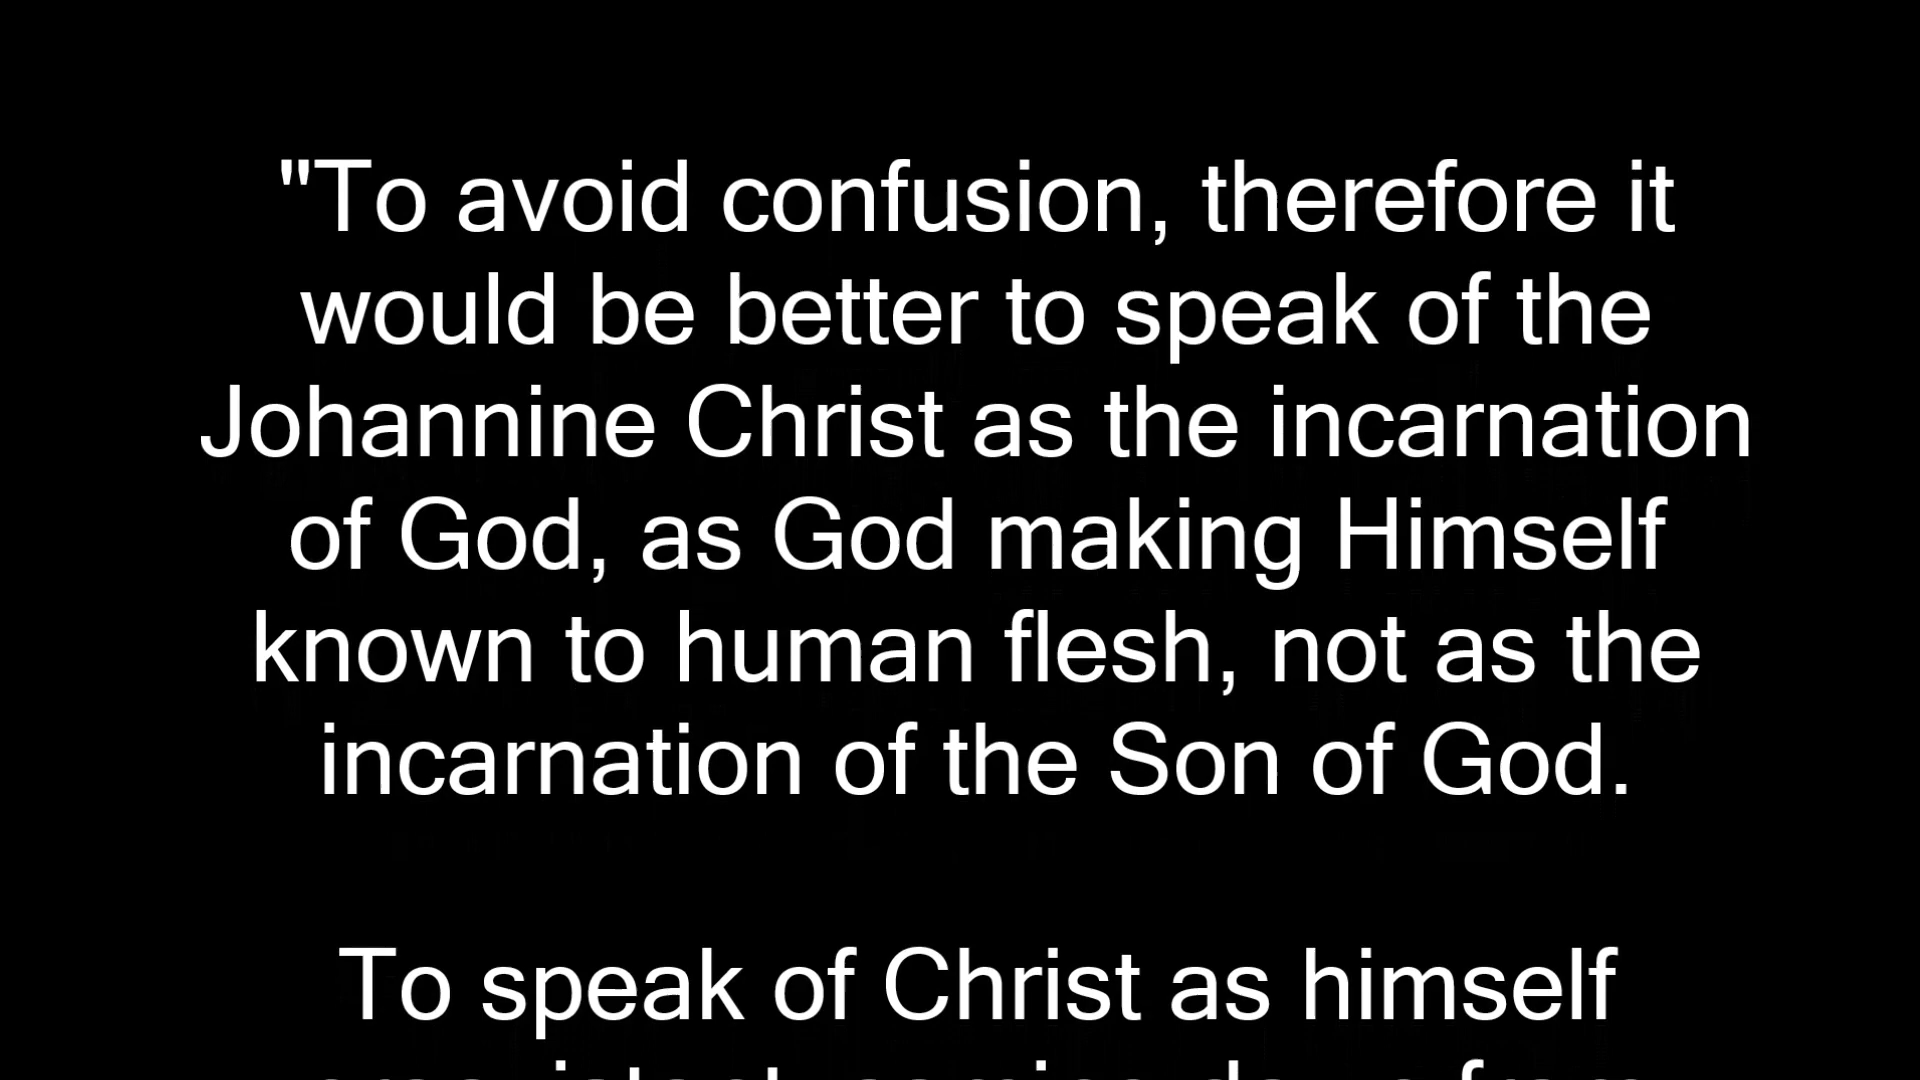 "To avoid confusion, therefore it
would be better to speak of the
Johannine Christ as the incarnation
of God, as God making Himself
known to human flesh, not as the
incarnation of the Son of God.
To speak of Christ as himself